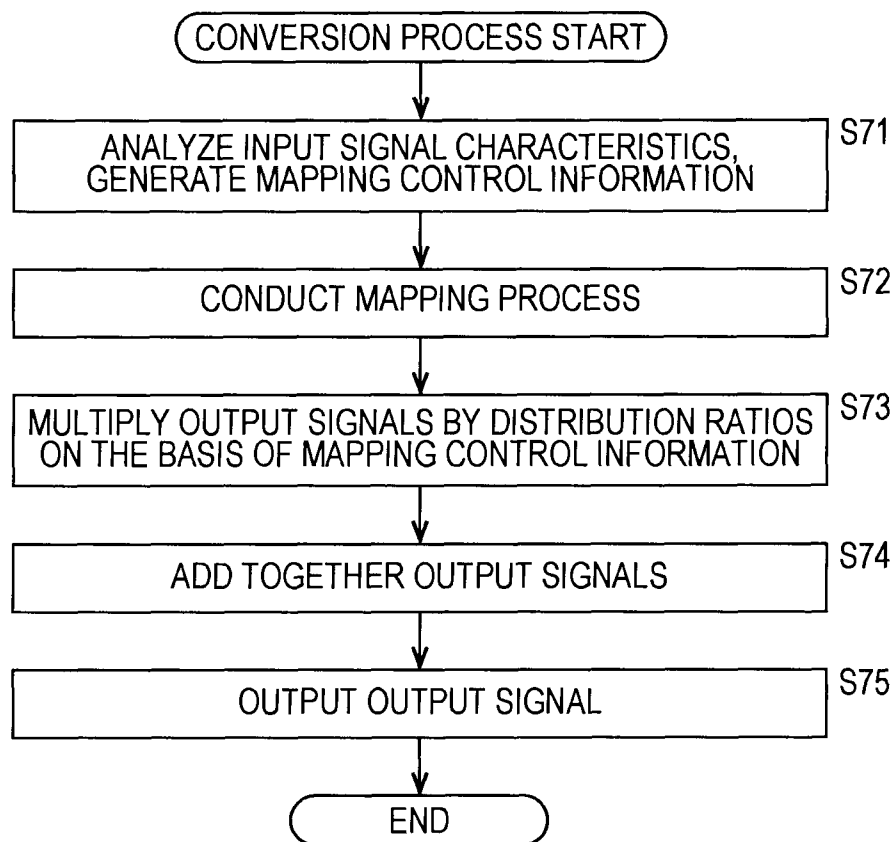 CONVERSION PROCESS START
S71
ANALYZE INPUT SIGNAL CHARACTERISTICS,
GENERATE MAPPING CONTROL INFORMATION
S72
CONDUCT MAPPING PROCESS
S73
MULTIPLY OUTPUT SIGNALS BY DISTRIBUTION RATIOS
ON THE BASIS OF MAPPING CONTROL INFORMATION
S74
ADD TOGETHER OUTPUT SIGNALS
S75
OUTPUT OUTPUT SIGNAL
END